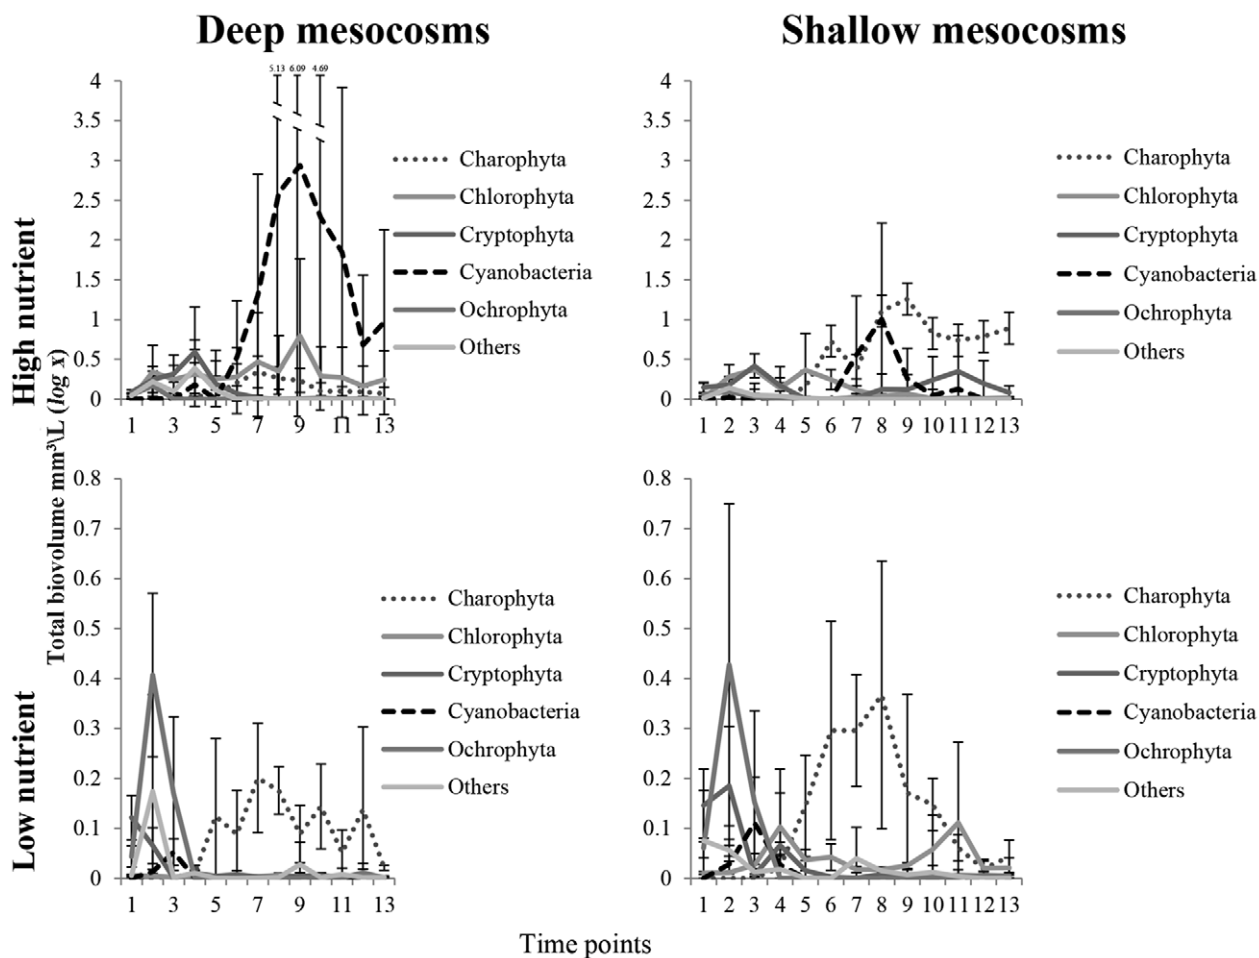 Deep mesocosms
Shallow mesocosms
High nutrient
Low nutrient
Total biovolume mm³\L (log x)
5.13 6.09 4.69
4
3.5
3
2.5
2
1.5
1
0.5
0
1 3 5 7 9 11 13
Charophyta
Chlorophyta
Cryptophyta
Cyanobacteria
Ochrophyta
Others
4
3.5
3
2.5
2
1.5
1
0.5
0
1 2 3 4 5 6 7 8 9 10 11 12 13
Charophyta
Chlorophyta
Cryptophyta
Cyanobacteria
Ochrophyta
Others
0.8
0.7
0.6
0.5
0.4
0.3
0.2
0.1
0
1 3 5 7 9 11 13
Charophyta
Chlorophyta
Cryptophyta
Cyanobacteria
Ochrophyta
Others
0.8
0.7
0.6
0.5
0.4
0.3
0.2
0.1
0
1 2 3 4 5 6 7 8 9 10 11 12 13
Charophyta
Chlorophyta
Cryptophyta
Cyanobacteria
Ochrophyta
Others
Time points